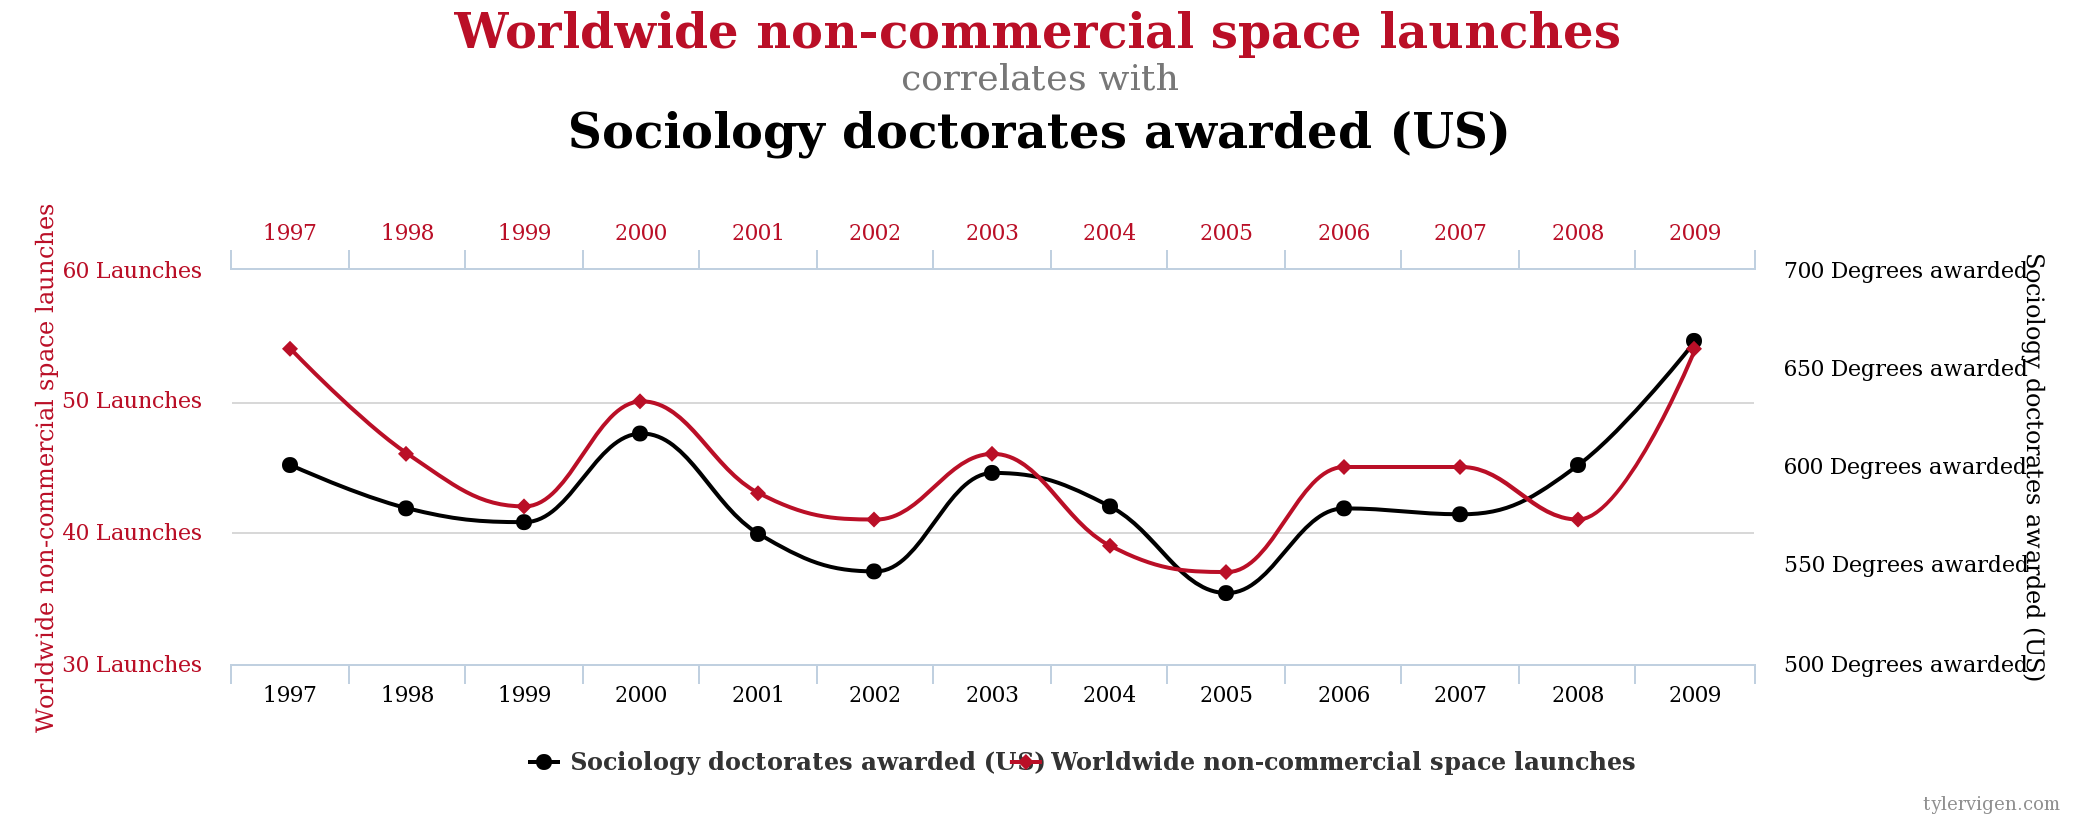 Worldwide non-commercial space launches
correlates with
Sociology doctorates awarded (US)
1997 1998 1999 2000 2001 2002 2003 2004 2005 2006 2007 2008 2009
Worldwide non-commercial space launches
60 Launches
50 Launches
40 Launches
30 Launches
700 Degrees awarded
650 Degrees awarded
600 Degrees awarded
550 Degrees awarded
500 Degrees awarded
Sociology doctorates awarded (US)
1997 1998 1999 2000 2001 2002 2003 2004 2005 2006 2007 2008 2009
Sociology doctorates awarded (US) Worldwide non-commercial space launches
tylervigen.com